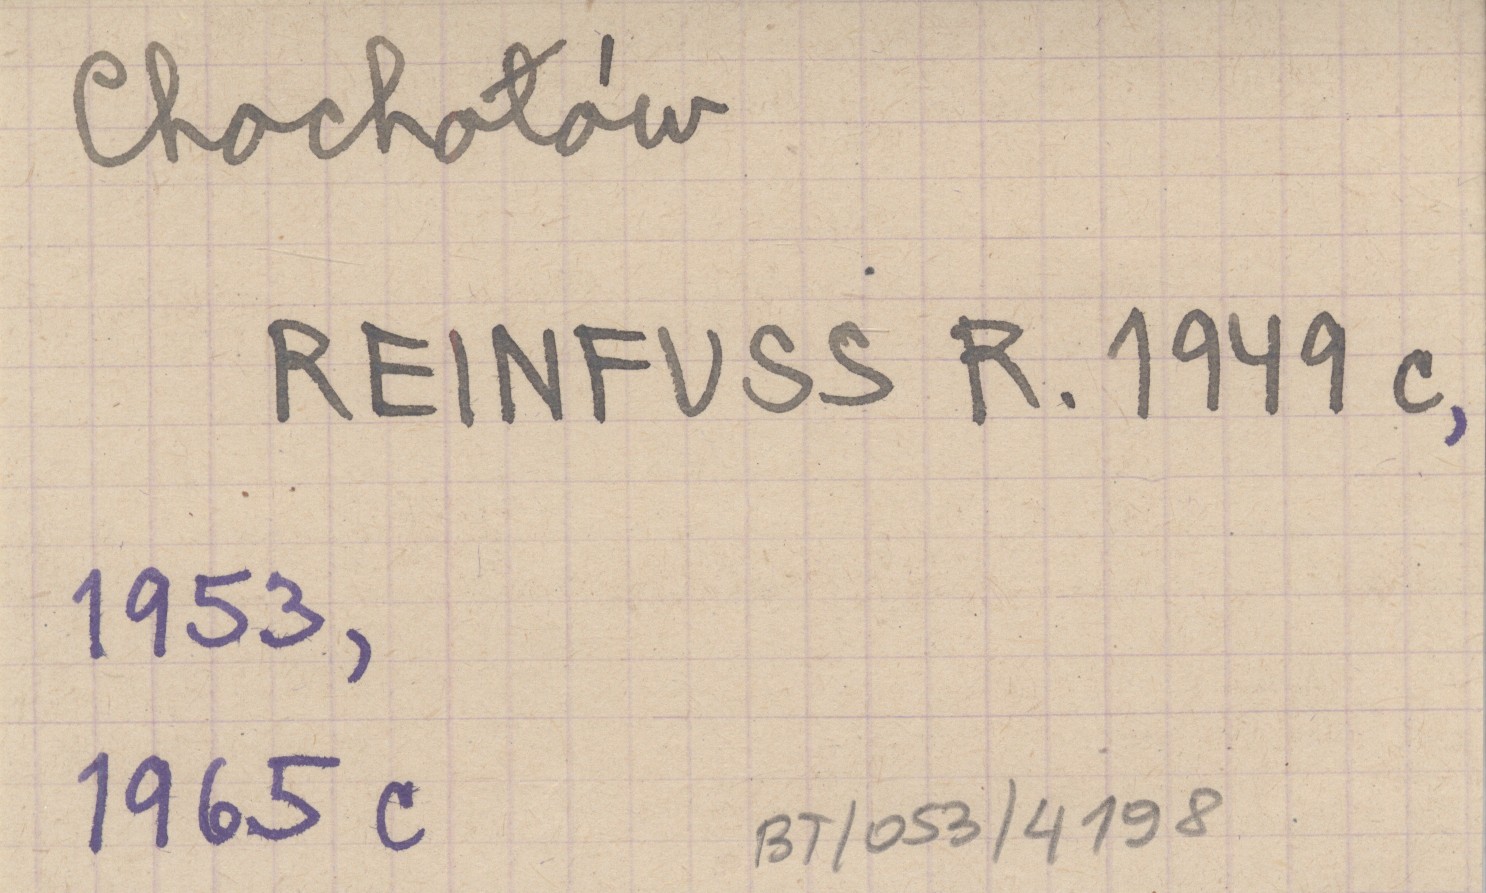 Chochołów
REINFUSS R. 1949 c,
1953,
1965 c
BT/053/4198